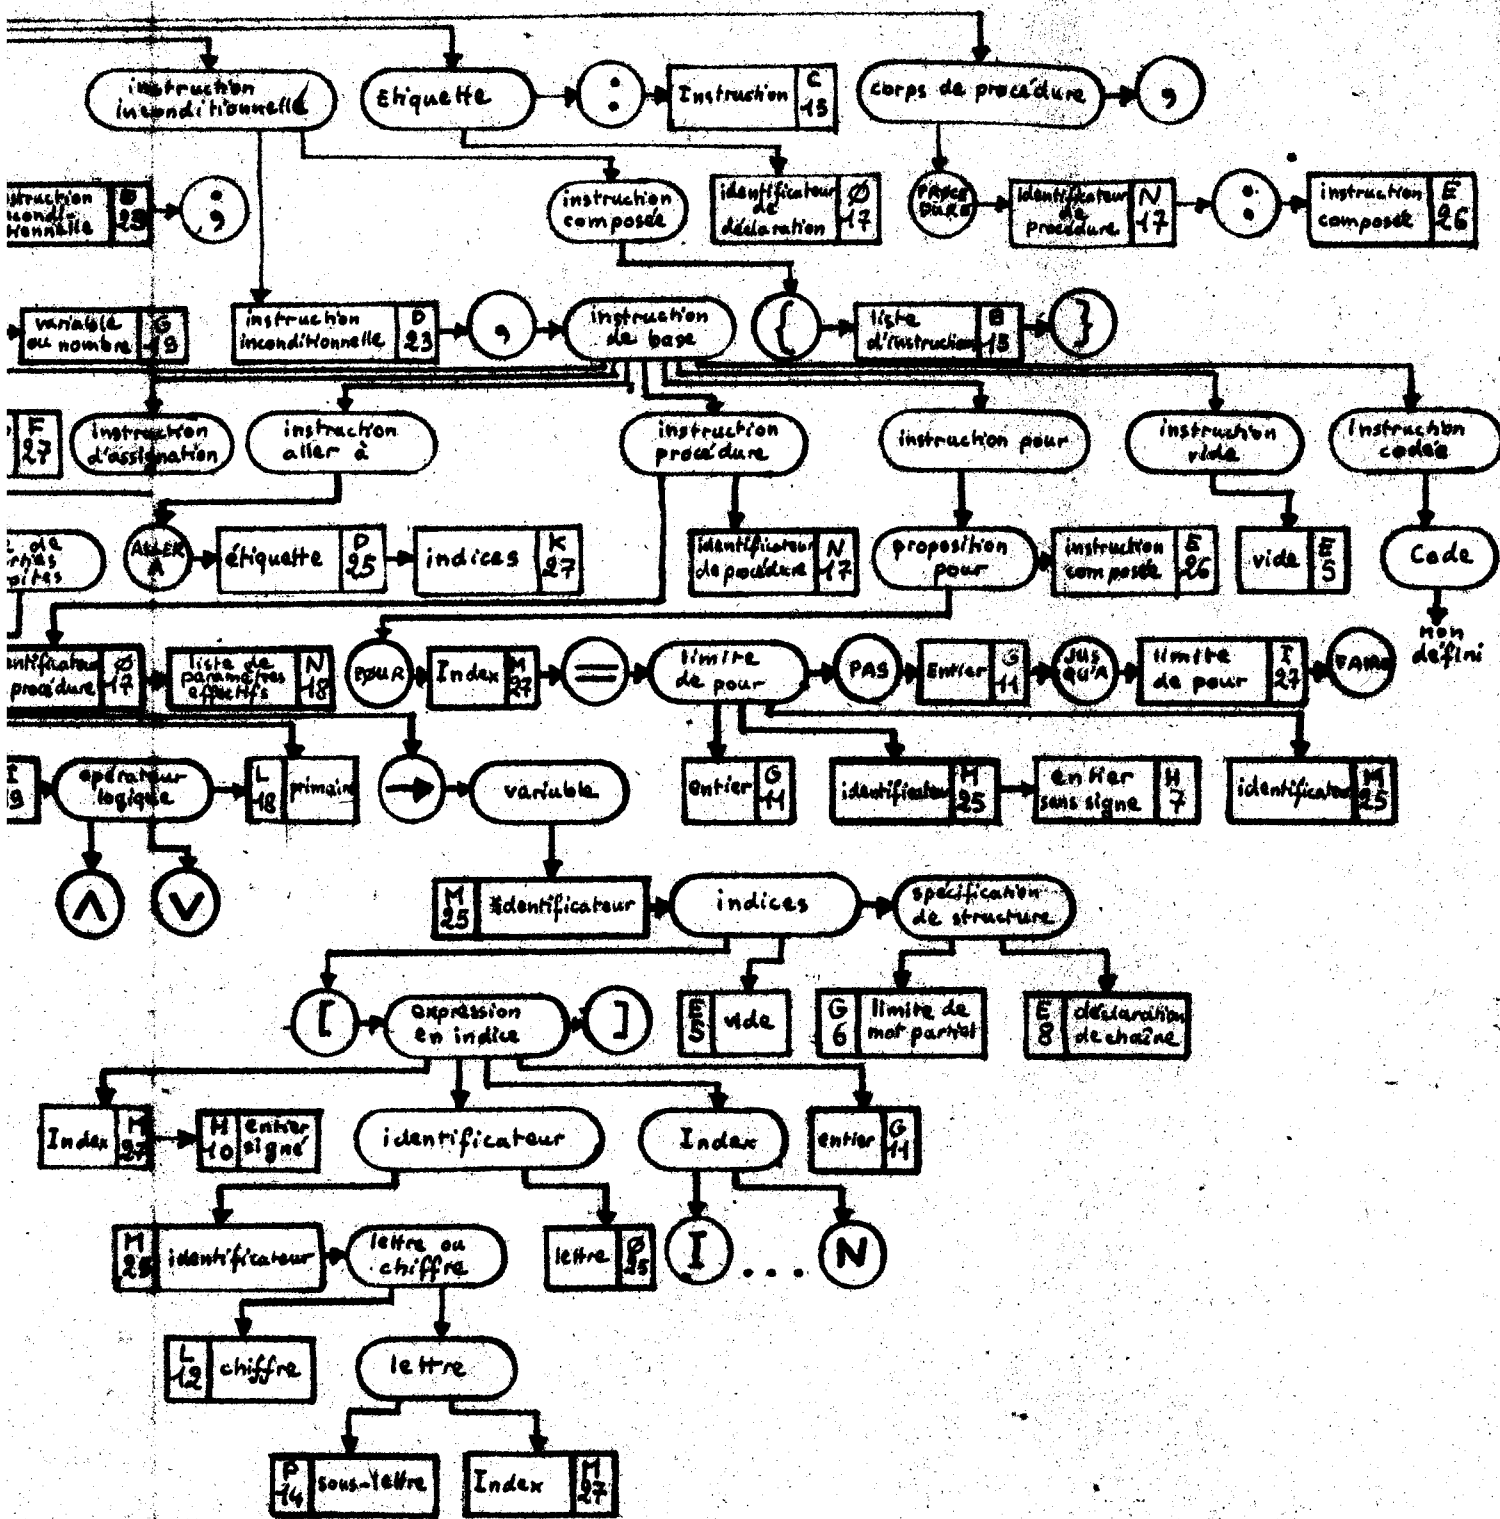 instruction
inconditionnelle
Etiquette
:
Instruction
C
15
corps de procédure
,
B
23
;
instruction
composée
identificateur
de
déclaration
Ø
17
PROCE
DURE
identificateur
de
procédure
N
17
:
instruction
composée
E
26
variable
ou nombre
G
18
instruction
inconditionnelle
D
23
,
instruction
de base
{
liste
d'instruction
B
15
}
F
27
instruction
d'assignation
instruction
aller à
instruction
procédure
instruction pour
instruction
vide
Instruction
codée
de
ALLER
A
étiquette
P
25
indices
K
27
identificateur
de procédure
N
17
proposition
pour
instruction
composée
E
26
vide
E
5
Code
non
défini
procédure
Ø
17
liste de
paramètres
effectifs
N
18
POUR
Index
M
27
=
limite
de pour
PAS
Entier
G
11
JUS
QU'A
limite
de pour
I
27
FAIRE
opérateur
logique
L
18
primaire
→
variable
entier
G
11
identificateur
M
25
entier
sans signe
H
7
identificateur
M
25
∧
∨
M
25
identificateur
indices
spécification
de structure
[
expression
en indice
]
E
5
vide
G
6
limite de
mot partiel
E
8
déclaration
de chaîne
Index
M
27
H
10
entier
signé
identificateur
Index
entier
G
11
M
25
identificateur
lettre ou
chiffre
lettre
Ø
25
I
...
N
L
12
chiffre
lettre
P
14
sous-lettre
Index
M
27